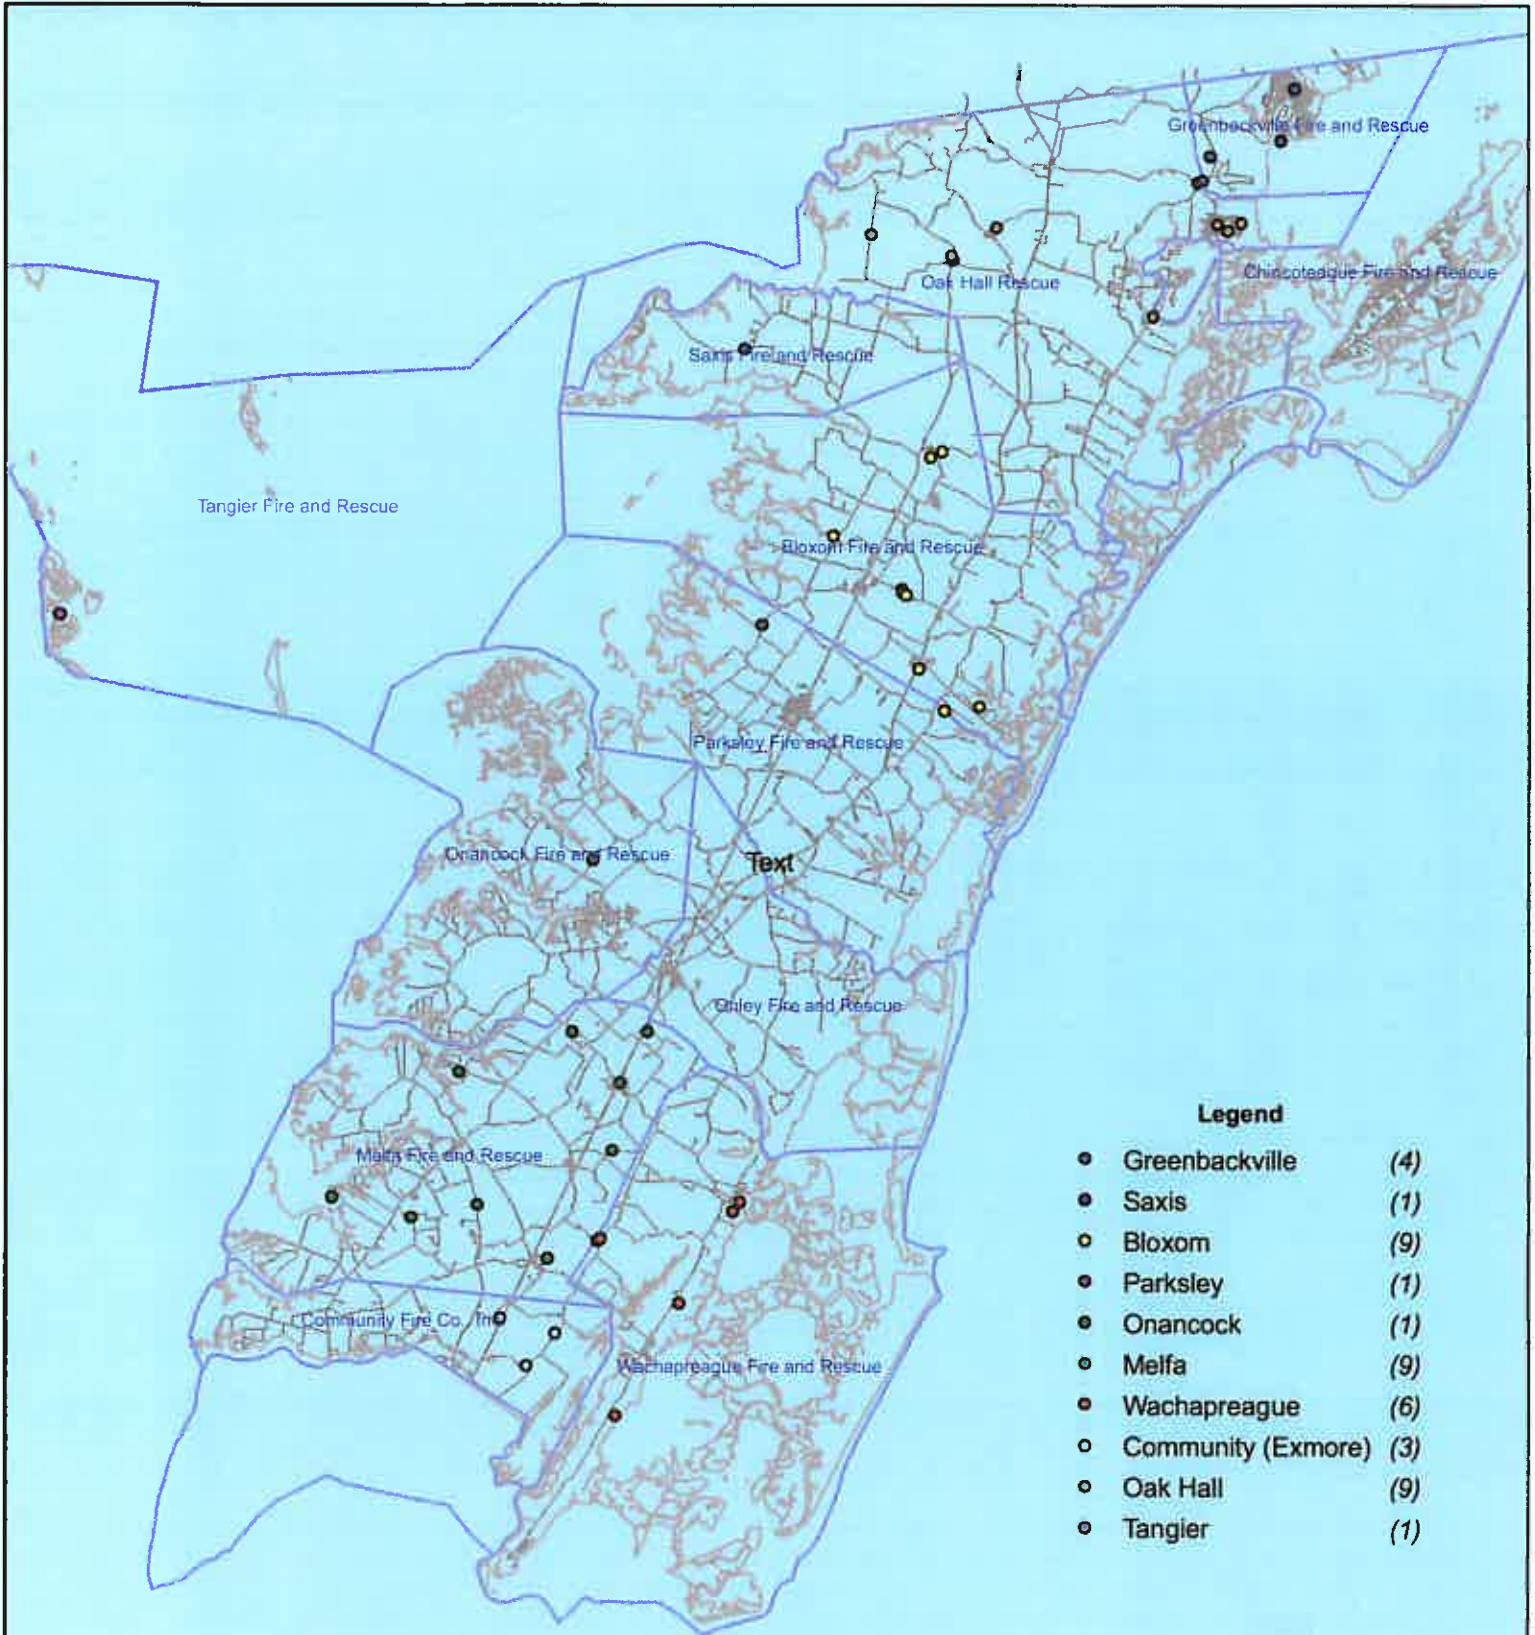 Greenbackville Fire and Rescue
Chincoteague Fire and Rescue
Oak Hall Rescue
Saxis Fire and Rescue
Tangier Fire and Rescue
Bloxom Fire and Rescue
Parksley Fire and Rescue
Onancock Fire and Rescue
Text
Onley Fire and Rescue
Melfa Fire and Rescue
Community Fire Co. Inc
Wachapreague Fire and Rescue
Legend
Greenbackville (4)
Saxis (1)
Bloxom (9)
Parksley (1)
Onancock (1)
Melfa (9)
Wachapreague (6)
Community (Exmore) (3)
Oak Hall (9)
Tangier (1)